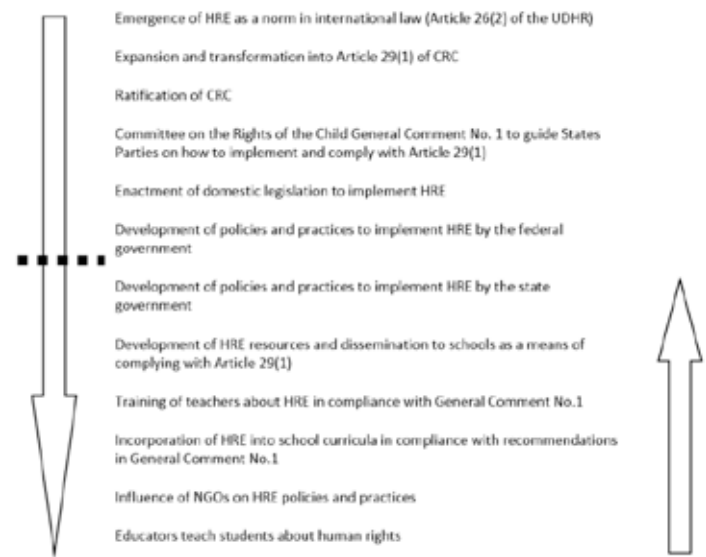 Emergence of HRE as a norm in international law (Article 26(2) of the UDHR)
Expansion and transformation into Article 29(1) of CRC
Ratification of CRC
Committee on the Rights of the Child General Comment No. 1 to guide States
Parties on how to implement and comply with Article 29(1)
Enactment of domestic legislation to implement HRE
Development of policies and practices to implement HRE by the federal
government
Development of policies and practices to implement HRE by the state
government
Development of HRE resources and dissemination to schools as a means of
complying with Article 29(1)
Training of teachers about HRE in compliance with General Comment No.1
Incorporation of HRE into school curricula in compliance with recommendations
in General Comment No.1
Influence of NGOs on HRE policies and practices
Educators teach students about human rights